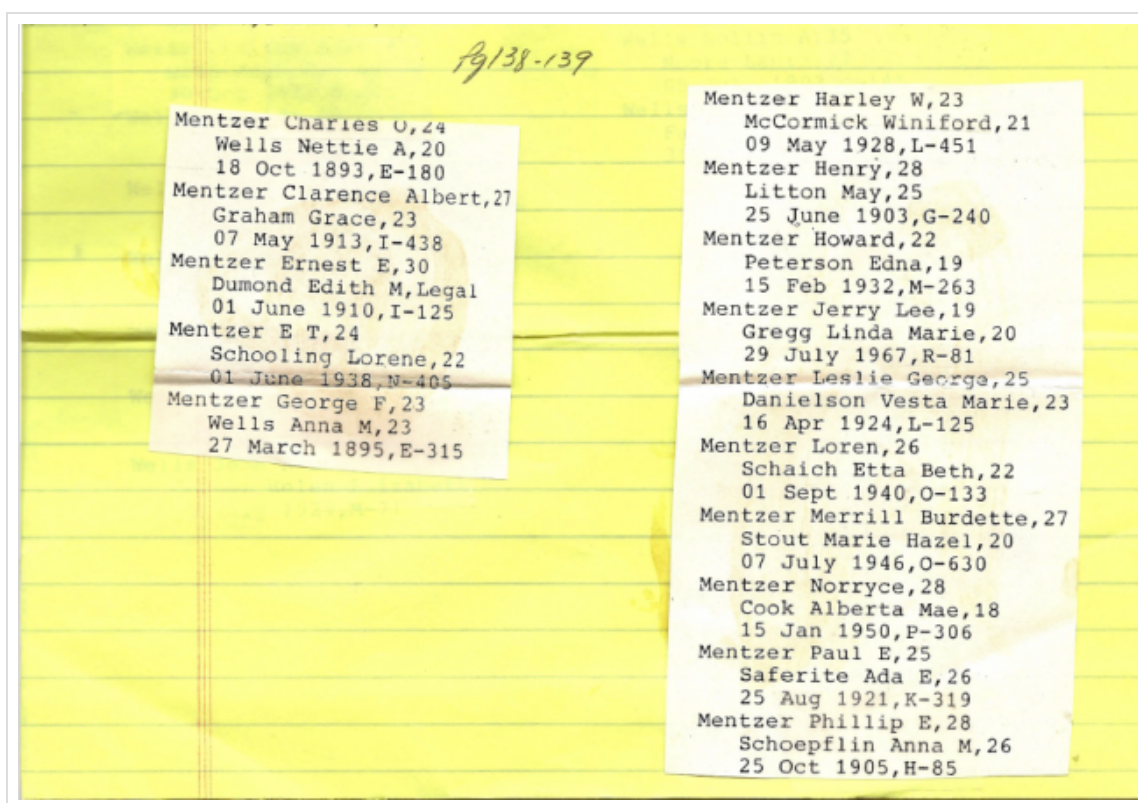 pg 138-139
Mentzer Charles O,24
Wells Nettie A,20
18 Oct 1893,E-180
Mentzer Clarence Albert,27
Graham Grace,23
07 May 1913,I-438
Mentzer Ernest E,30
Dumond Edith M,Legal
01 June 1910,I-125
Mentzer E T,24
Schooling Lorene,22
01 June 1938,N-405
Mentzer George F,23
Wells Anna M,23
27 March 1895,E-315
Mentzer Harley W,23
McCormick Winiford,21
09 May 1928,L-451
Mentzer Henry,28
Litton May,25
25 June 1903,G-240
Mentzer Howard,22
Peterson Edna,19
15 Feb 1932,M-263
Mentzer Jerry Lee,19
Gregg Linda Marie,20
29 July 1967,R-81
Mentzer Leslie George,25
Danielson Vesta Marie,23
16 Apr 1924,L-125
Mentzer Loren,26
Schaich Etta Beth,22
01 Sept 1940,O-133
Mentzer Merrill Burdette,27
Stout Marie Hazel,20
07 July 1946,O-630
Mentzer Norryce,28
Cook Alberta Mae,18
15 Jan 1950,P-306
Mentzer Paul E,25
Saferite Ada E,26
25 Aug 1921,K-319
Mentzer Phillip E,28
Schoepflin Anna M,26
25 Oct 1905,H-85